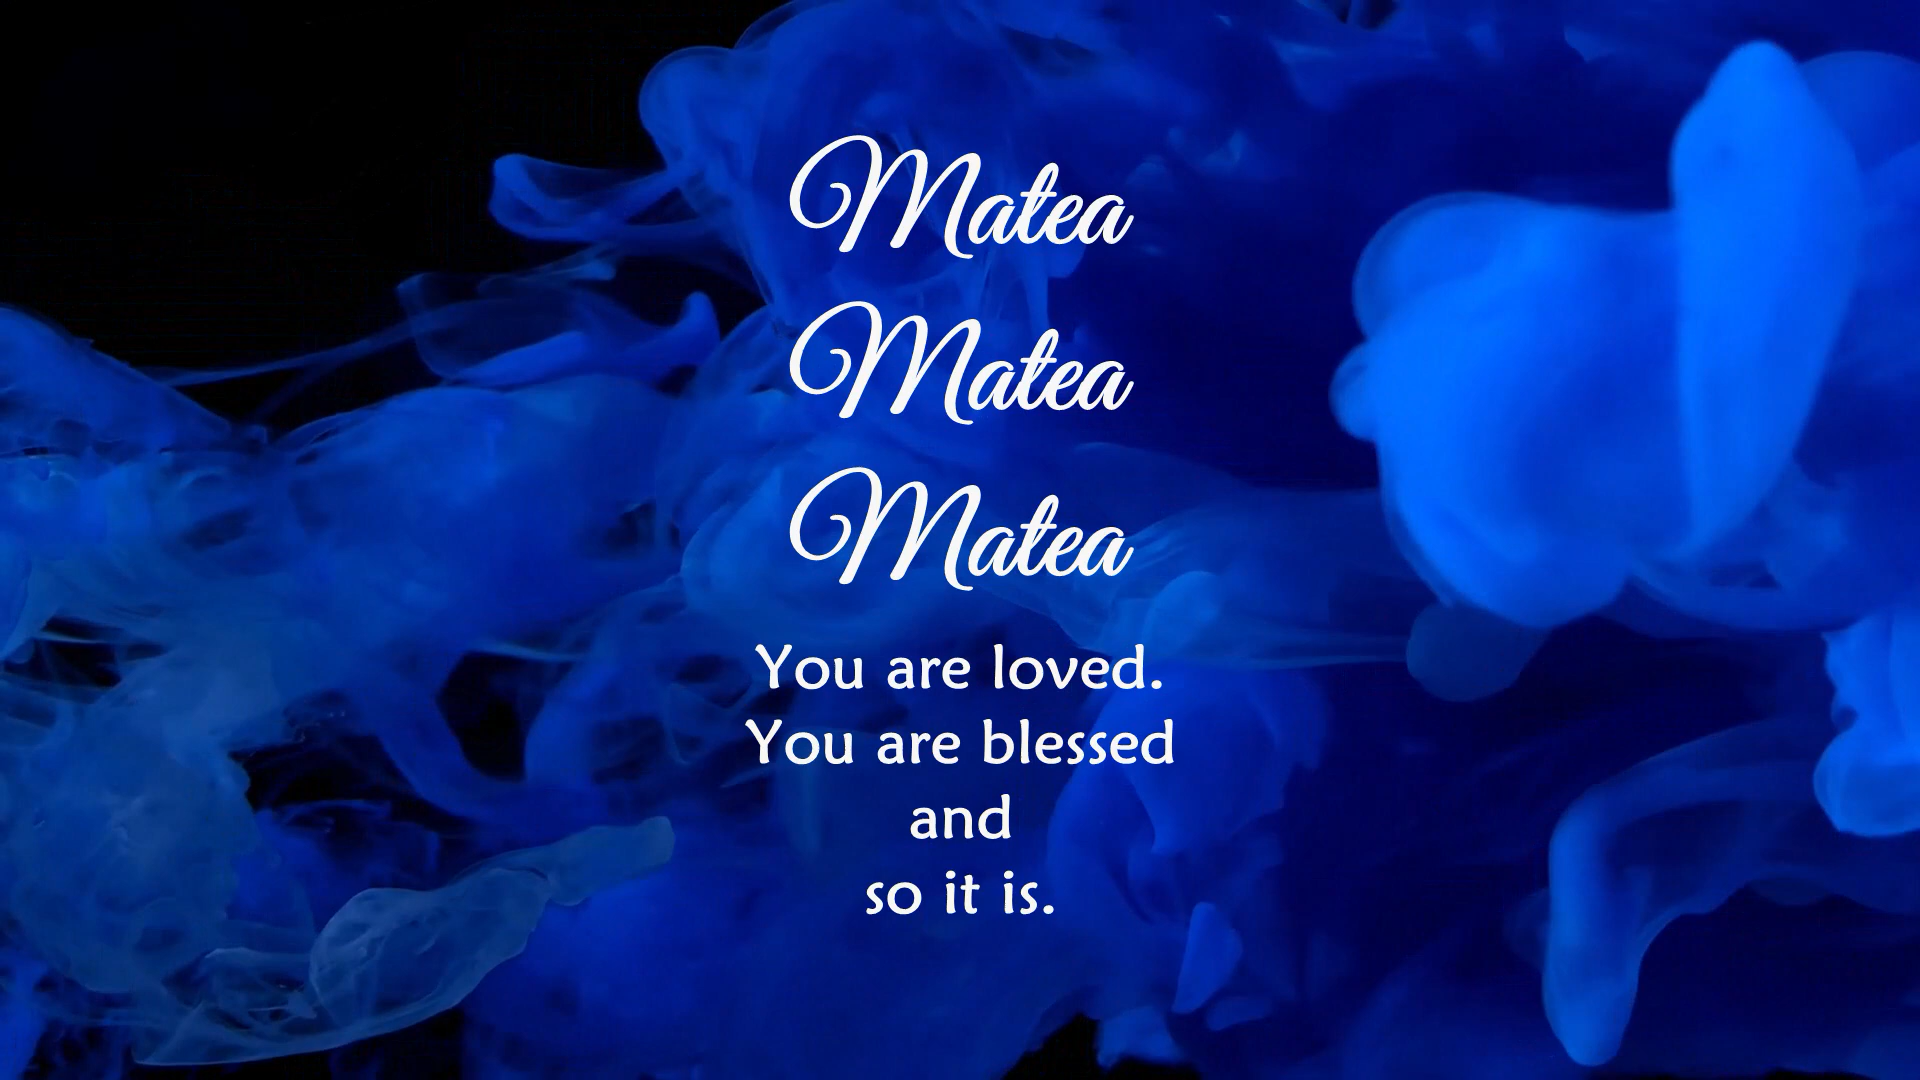 Matea
Matea
Matea
You are loved.
You are blessed
and
so it is.